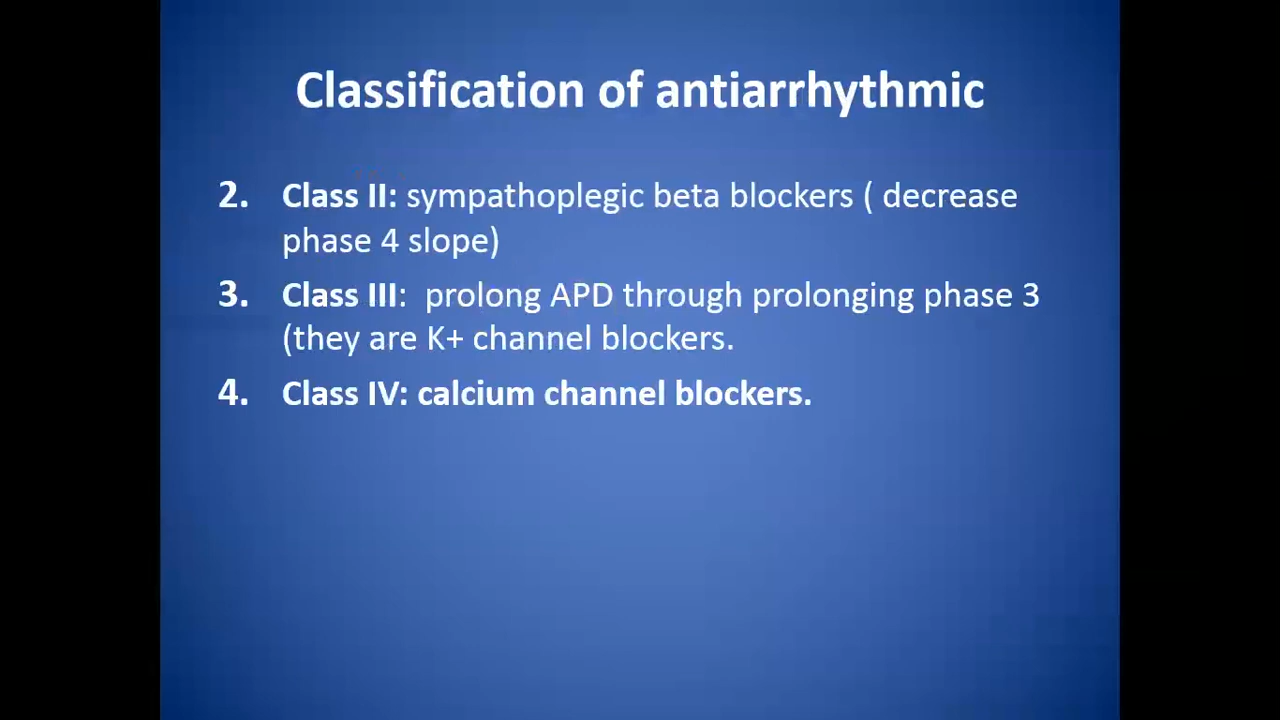 Classification of antiarrhythmic
2. Class II: sympathoplegic beta blockers ( decrease
phase 4 slope)
3. Class III:  prolong APD through prolonging phase 3
(they are K+ channel blockers.
4. Class IV: calcium channel blockers.